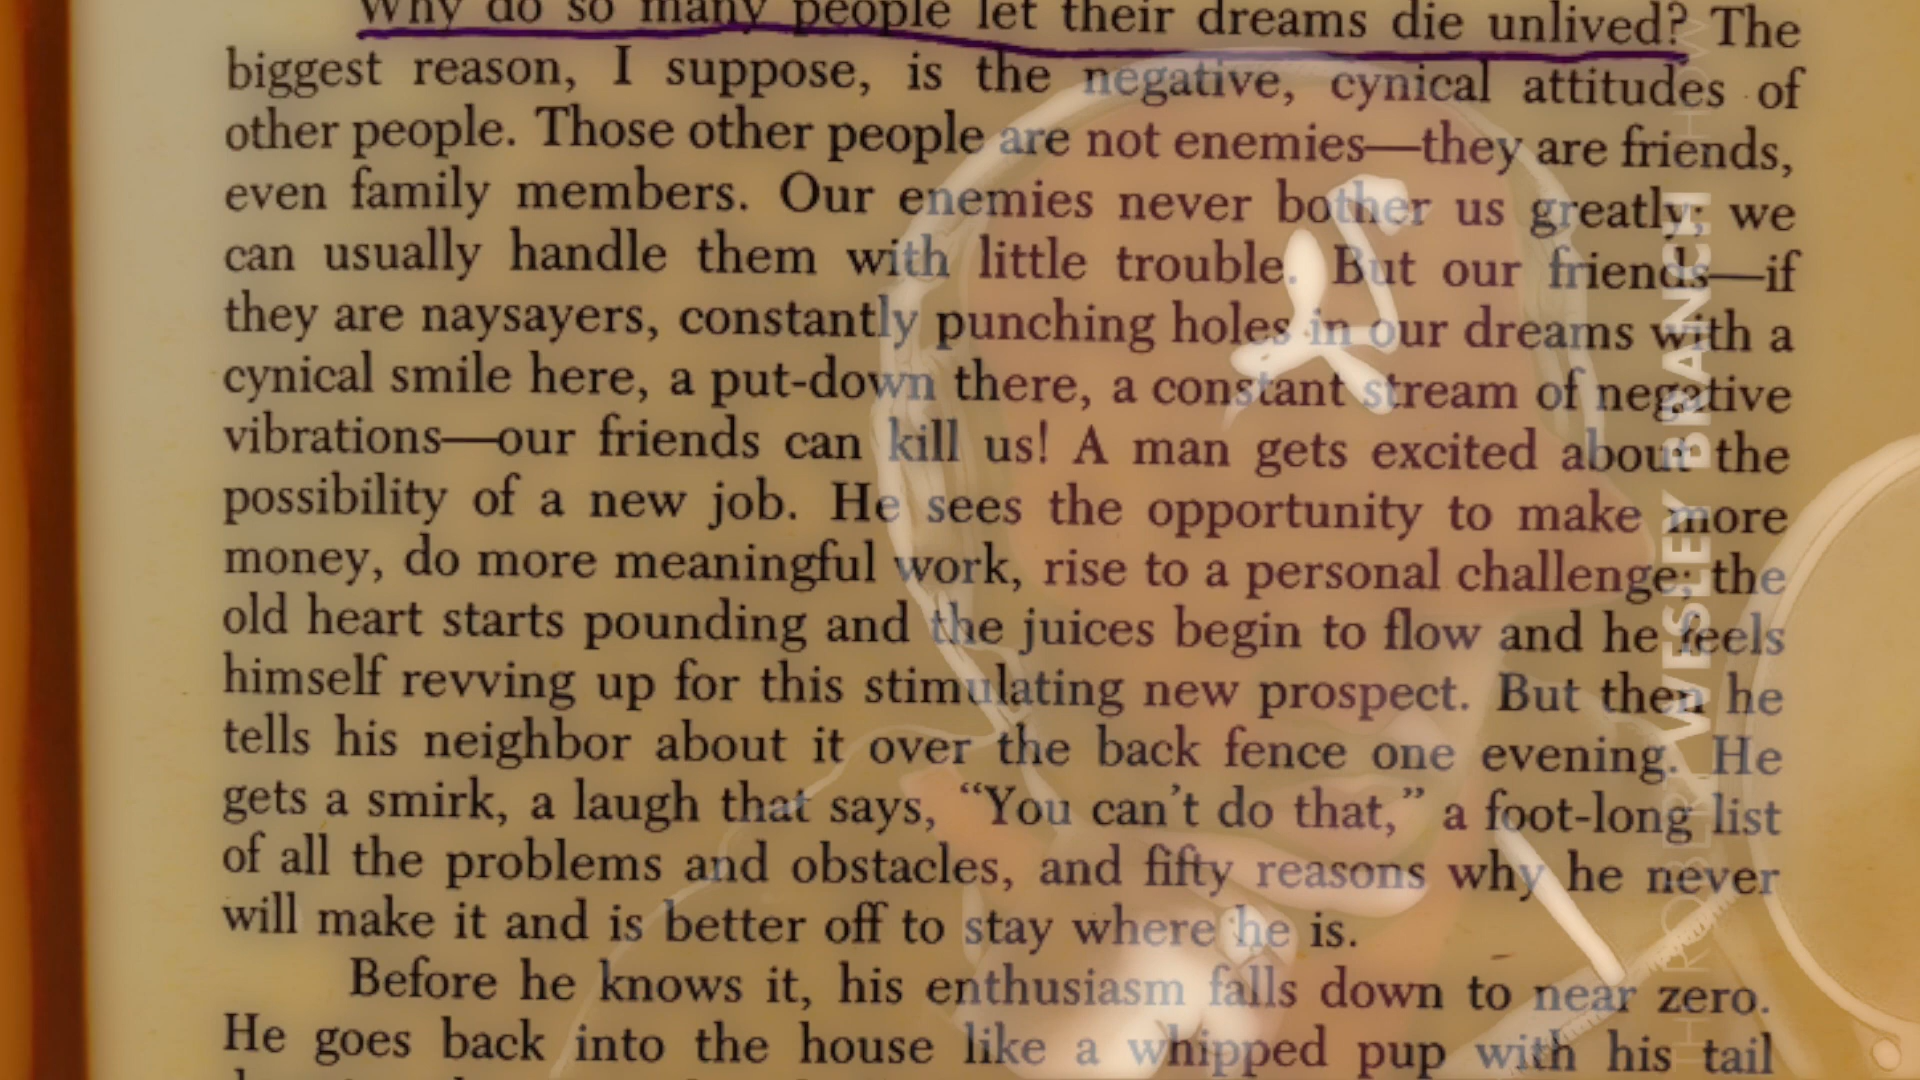 Why do so many people let their dreams die unlived? The
biggest reason, I suppose, is the negative, cynical attitudes of
other people. Those other people are not enemies—they are friends,
even family members. Our enemies never bother us greatly; we
can usually handle them with little trouble. But our friends—if
they are naysayers, constantly punching holes in our dreams with a
cynical smile here, a put-down there, a constant stream of negative
vibrations—our friends can kill us! A man gets excited about the
possibility of a new job. He sees the opportunity to make more
money, do more meaningful work, rise to a personal challenge; the
old heart starts pounding and the juices begin to flow and he feels
himself revving up for this stimulating new prospect. But then he
tells his neighbor about it over the back fence one evening. He
gets a smirk, a laugh that says, “You can’t do that,” a foot-long list
of all the problems and obstacles, and fifty reasons why he never
will make it and is better off to stay where he is.
Before he knows it, his enthusiasm falls down to near zero.
He goes back into the house like a whipped pup with his tail
THE ROBERT WESLEY BRANCH SHOW